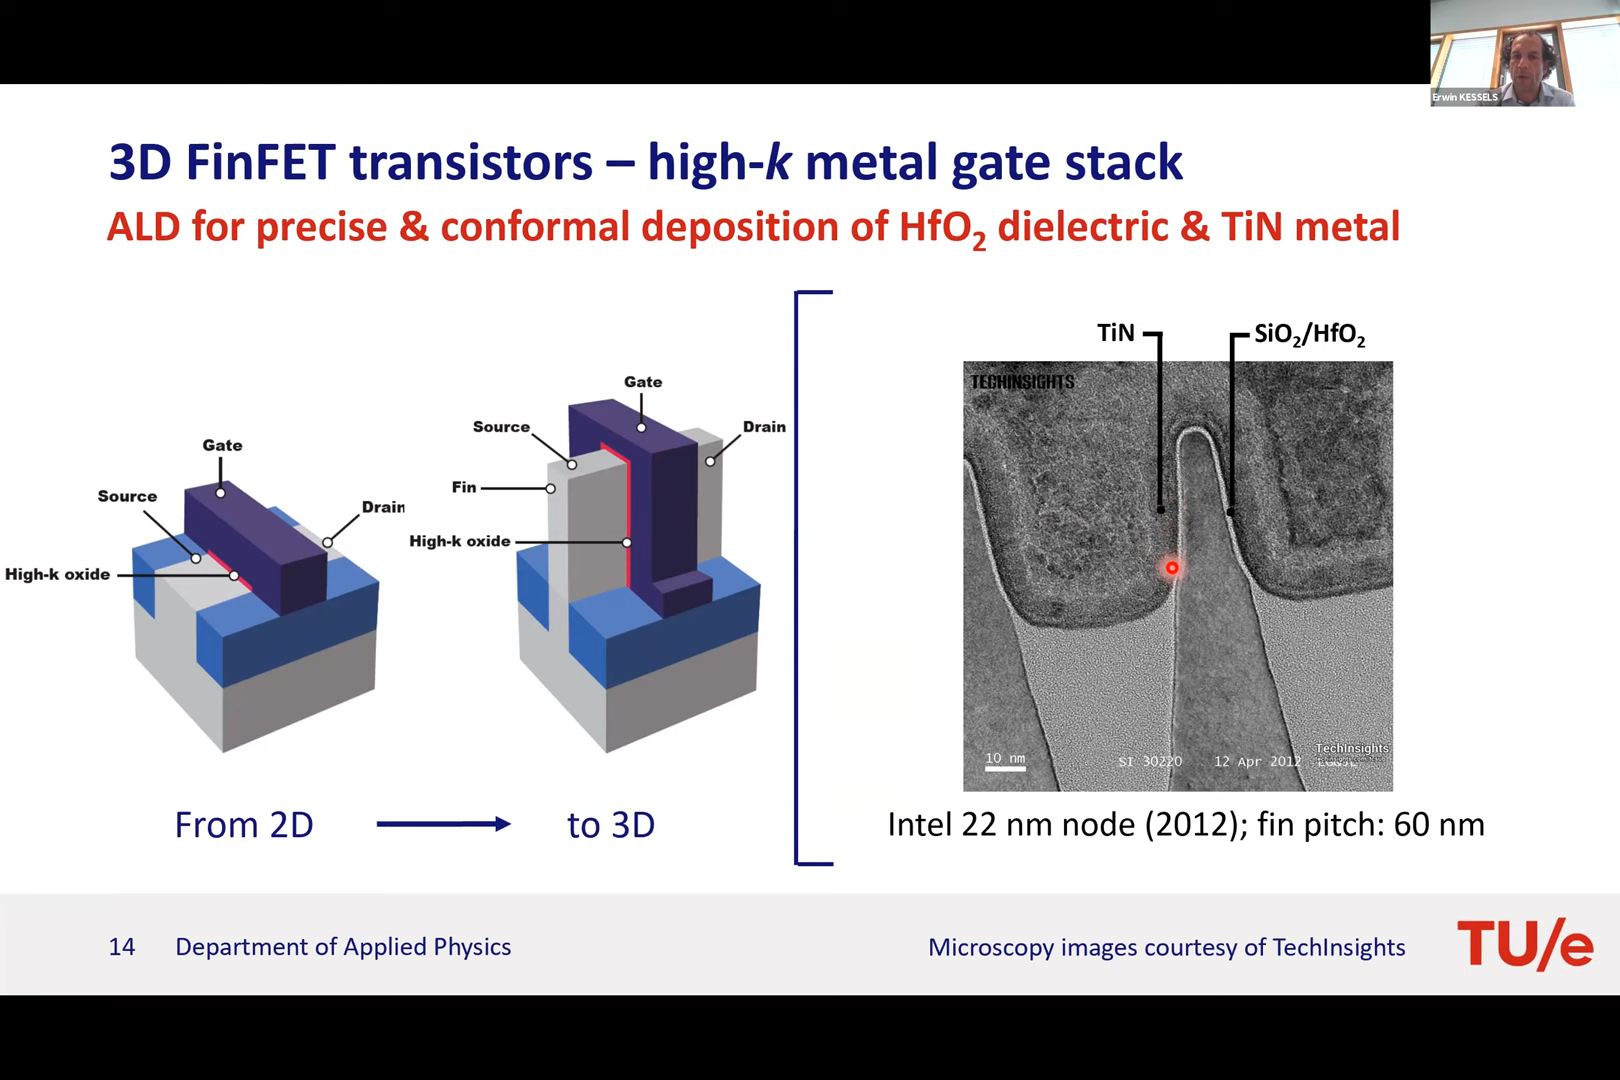 Erwin KESSELS
3D FinFET transistors – high-k metal gate stack
ALD for precise & conformal deposition of HfO₂ dielectric & TiN metal
Gate
Source
Drain
High-k oxide
Gate
Source
Drain
Fin
High-k oxide
TiN
SiO₂/HfO₂
TECHINSIGHTS
10 nm
SI 30220
12 Apr 2012
TechInsights
From 2D
to 3D
Intel 22 nm node (2012); fin pitch: 60 nm
14
Department of Applied Physics
Microscopy images courtesy of TechInsights
TU/e